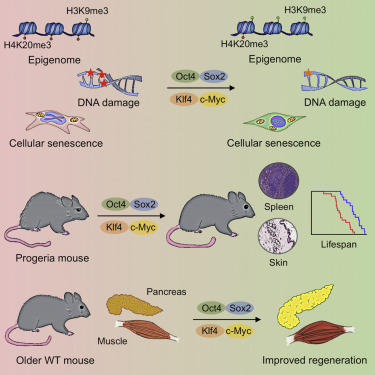 H3K9me3
H3K9me3
H4K20me3
H4K20me3
Epigenome
Epigenome
Oct4 Sox2
Klf4 c-Myc
DNA damage
DNA damage
Cellular senescence
Cellular senescence
Oct4 Sox2
Klf4 c-Myc
Spleen
Skin
Lifespan
Progeria mouse
Pancreas
Oct4 Sox2
Klf4 c-Myc
Muscle
Older WT mouse
Improved regeneration